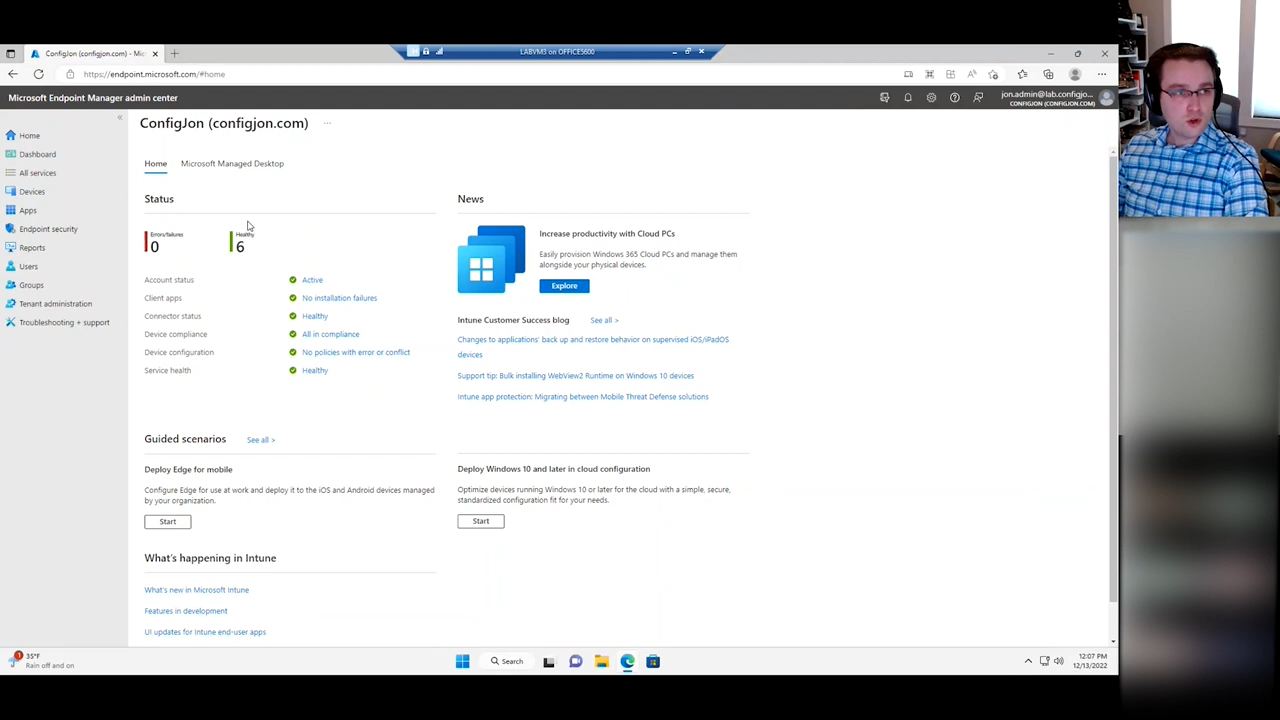 LABVM3 on OFFICE5600
ConfigJon (configjon.com) - Mic
https://endpoint.microsoft.com/#home
Microsoft Endpoint Manager admin center
jon.admin@lab.configjo...
CONFIGJON (CONFIGJON.COM)
Home
Dashboard
All services
Devices
Apps
Endpoint security
Reports
Users
Groups
Tenant administration
Troubleshooting + support
ConfigJon (configjon.com)
Home
Microsoft Managed Desktop
Status
Errors/failures
0
Healthy
6
Account status
Active
Client apps
No installation failures
Connector status
Healthy
Device compliance
All in compliance
Device configuration
No policies with error or conflict
Service health
Healthy
News
Increase productivity with Cloud PCs
Easily provision Windows 365 Cloud PCs and manage them
alongside your physical devices.
Explore
Intune Customer Success blog
See all >
Changes to applications' back up and restore behavior on supervised iOS/iPadOS
devices
Support tip: Bulk installing WebView2 Runtime on Windows 10 devices
Intune app protection: Migrating between Mobile Threat Defense solutions
Guided scenarios
See all >
Deploy Edge for mobile
Configure Edge for use at work and deploy it to the iOS and Android devices managed
by your organization.
Start
Deploy Windows 10 and later in cloud configuration
Optimize devices running Windows 10 or later for the cloud with a simple, secure,
standardized configuration fit for your needs.
Start
What's happening in Intune
What's new in Microsoft Intune
Features in development
UI updates for Intune end-user apps
1
35°F
Rain off and on
Search
12:07 PM
12/13/2022